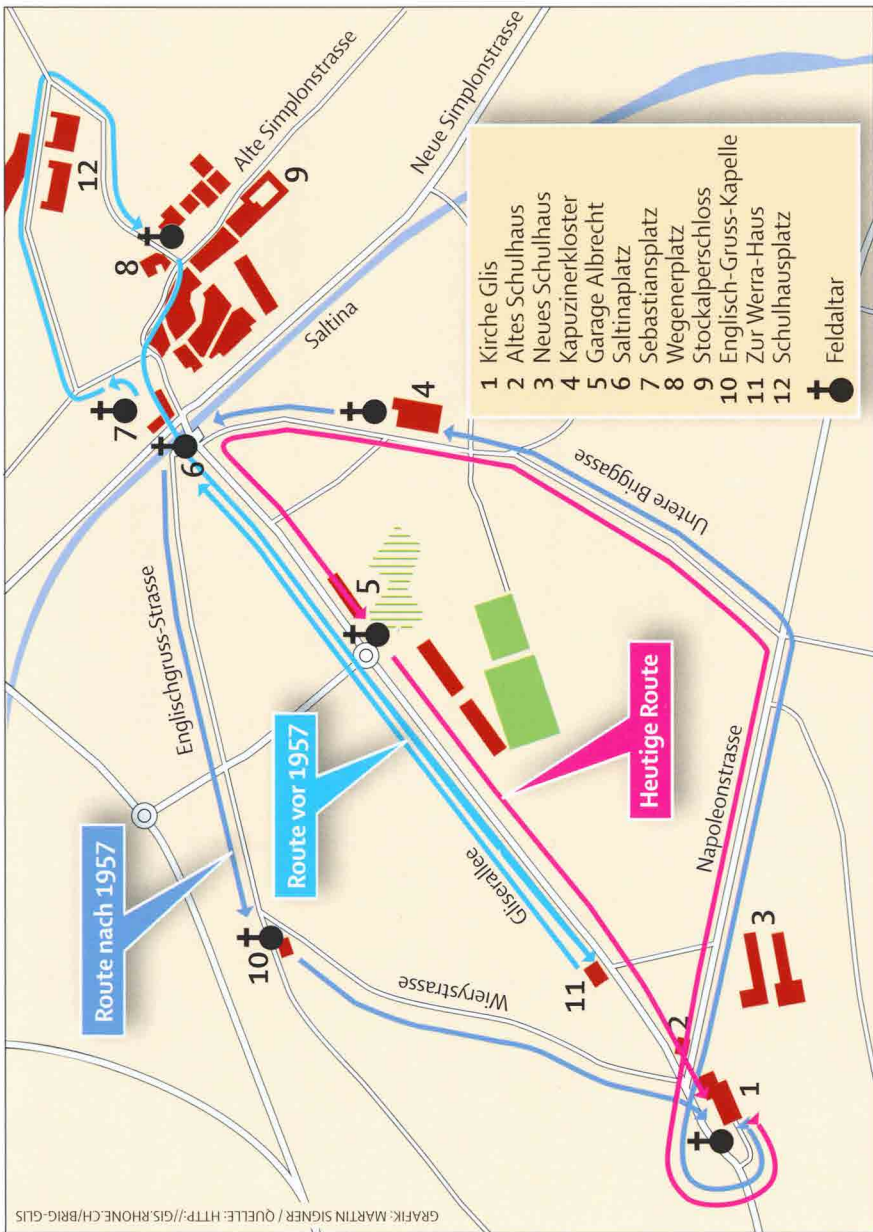 12
Alte Simplonstrasse
Neue Simplonstrasse
8
9
Saltina
7
6
4
Untere Briggasse
Englischgruss-Strasse
5
Route nach 1957
Route vor 1957
Heutige Route
Gliserallee
Napoleonstrasse
10
Wierystrasse
11
3
2
1
1 Kirche Glis
2 Altes Schulhaus
3 Neues Schulhaus
4 Kapuzinerkloster
5 Garage Albrecht
6 Saltinaplatz
7 Sebastiansplatz
8 Wegenerplatz
9 Stockalperschloss
10 Englisch-Gruss-Kapelle
11 Zur Werra-Haus
12 Schulhausplatz
Feldaltar
GRAFIK: MARTIN SIGNER / QUELLE: HTTP://GIS.RHONE.CH/BRIG-GLIS